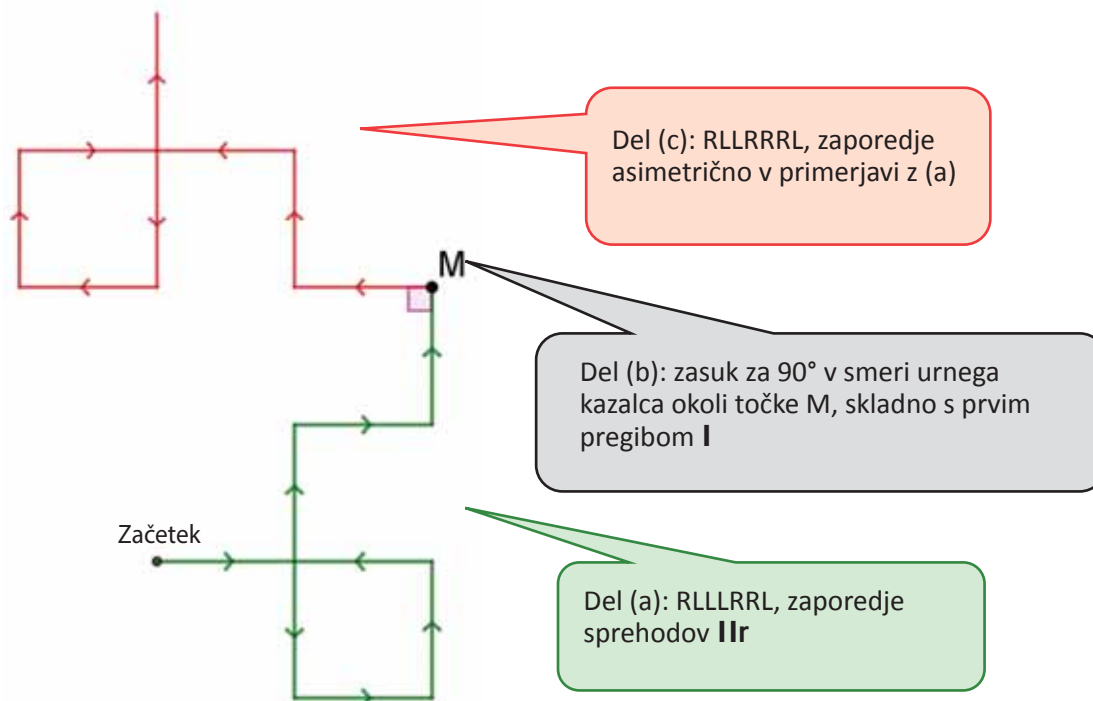 Del (c): RLLRRRL, zaporedje
asimetrično v primerjavi z (a)
M
Del (b): zasuk za 90° v smeri urnega
kazalca okoli točke M, skladno s prvim
pregibom l
Začetek
Del (a): RLLLRRL, zaporedje
sprehodov llr